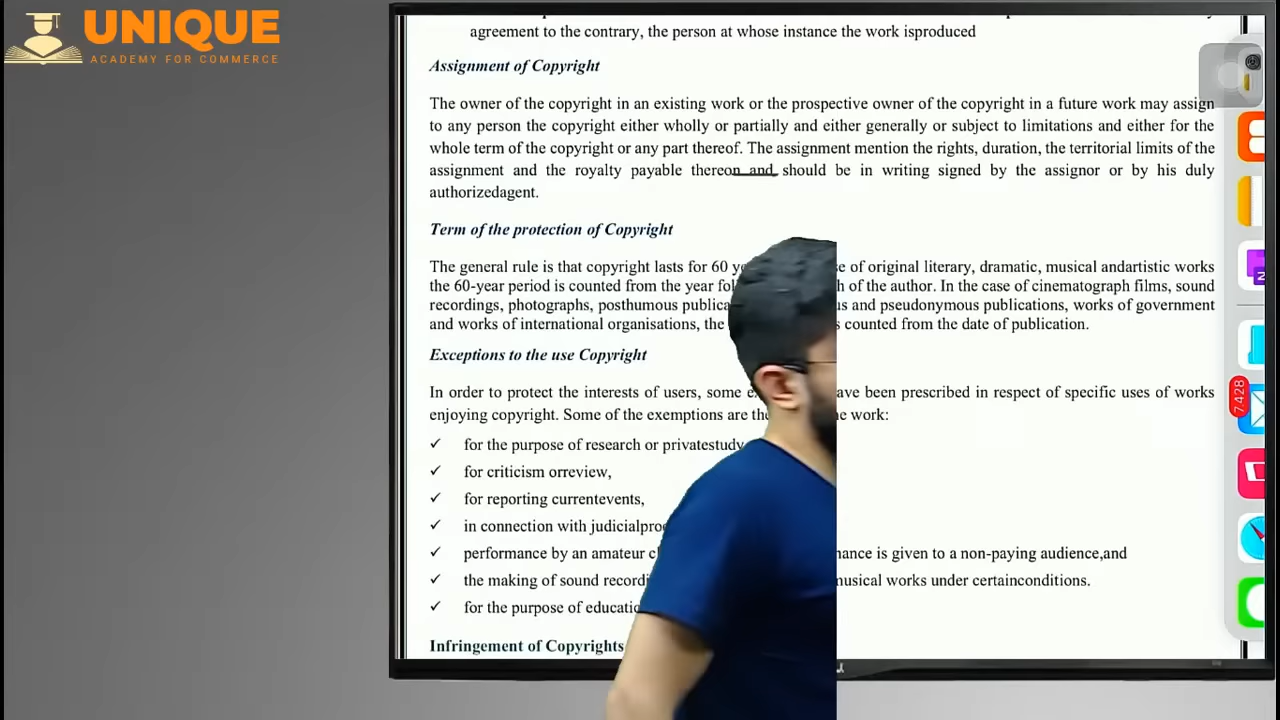 UNIQUE
ACADEMY FOR COMMERCE
agreement to the contrary, the person at whose instance the work isproduced
Assignment of Copyright
The owner of the copyright in an existing work or the prospective owner of the copyright in a future work may assign
to any person the copyright either wholly or partially and either generally or subject to limitations and either for the
whole term of the copyright or any part thereof. The assignment mention the rights, duration, the territorial limits of the
assignment and the royalty payable thereon and should be in writing signed by the assignor or by his duly
authorizedagent.
Term of the protection of Copyright
The general rule is that copyright lasts for 60 of original literary, dramatic, musical andartistic works
the 60-year period is counted from the year of the author. In the case of cinematograph films, sound
recordings, photographs, posthumous and pseudonymous publications, works of government
and works of international organisations, the counted from the date of publication.
Exceptions to the use Copyright
In order to protect the interests of users, some been prescribed in respect of specific uses of works
enjoying copyright. Some of the exemptions are the work:
✓ for the purpose of research or privatestudy
✓ for criticism orreview,
✓ for reporting currentevents,
✓ in connection with
✓ performance by an amateur is given to a non-paying audience,and
✓ the making of sound musical works under certainconditions.
✓ for the purpose of
Infringement of Copyrights
7.428